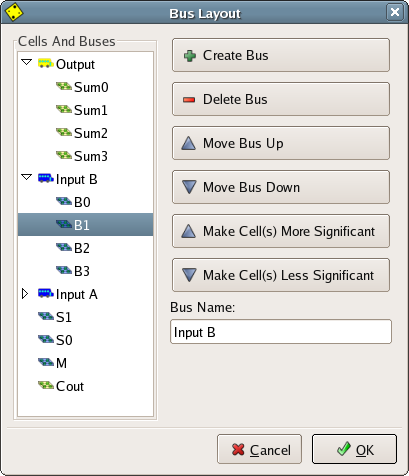 Bus Layout
Cells And Buses
Output
Sum0
Sum1
Sum2
Sum3
Input B
B0
B1
B2
B3
Input A
S1
S0
M
Cout
Create Bus
Delete Bus
Move Bus Up
Move Bus Down
Make Cell(s) More Significant
Make Cell(s) Less Significant
Bus Name:
Input B
Cancel
OK